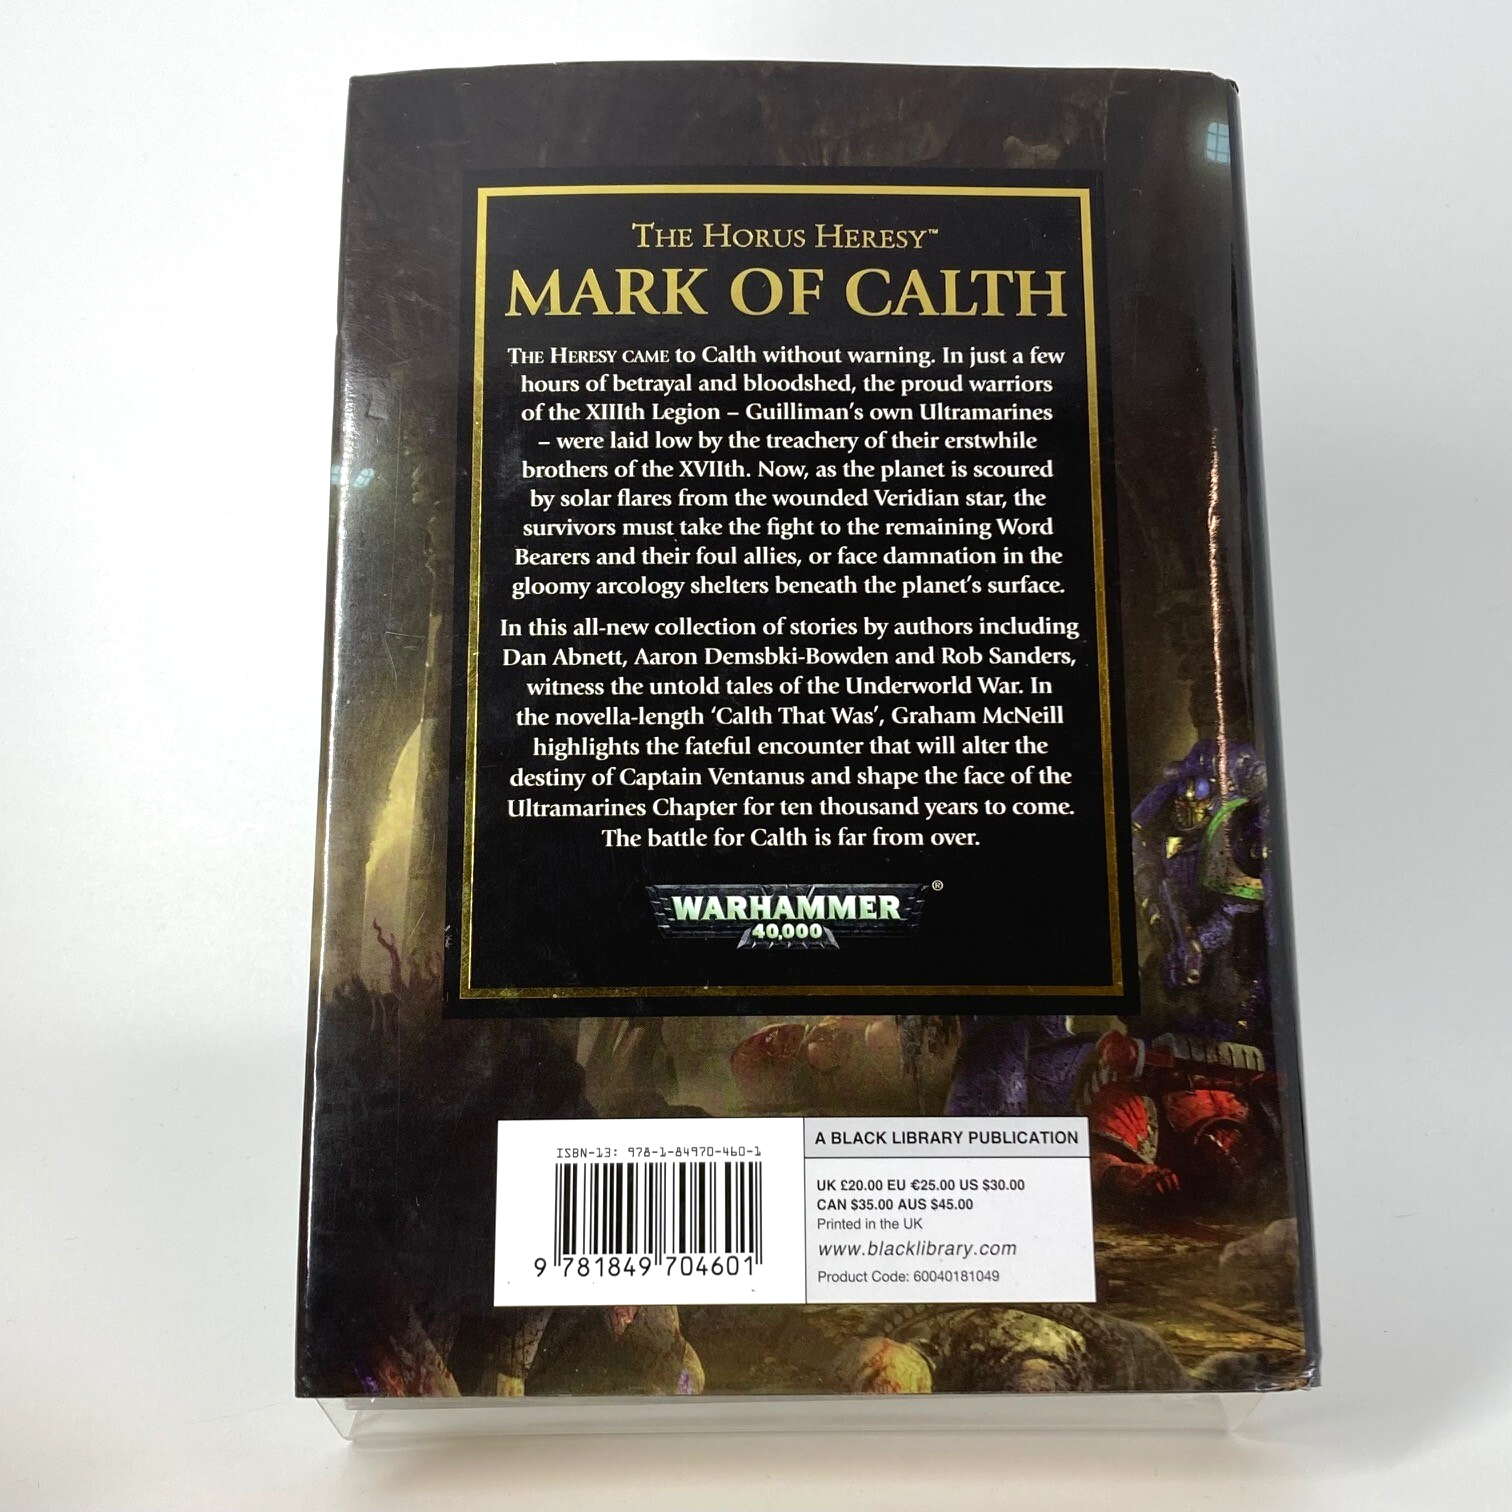 THE HORUS HERESY™
MARK OF CALTH
THE HERESY CAME to Calth without warning. In just a few
hours of betrayal and bloodshed, the proud warriors
of the XIIIth Legion – Guilliman's own Ultramarines
– were laid low by the treachery of their erstwhile
brothers of the XVIIth. Now, as the planet is scoured
by solar flares from the wounded Veridian star, the
survivors must take the fight to the remaining Word
Bearers and their foul allies, or face damnation in the
gloomy arcology shelters beneath the planet's surface.
In this all-new collection of stories by authors including
Dan Abnett, Aaron Demsbki-Bowden and Rob Sanders,
witness the untold tales of the Underworld War. In
the novella-length 'Calth That Was', Graham McNeill
highlights the fateful encounter that will alter the
destiny of Captain Ventanus and shape the face of the
Ultramarines Chapter for ten thousand years to come.
The battle for Calth is far from over.
WARHAMMER®
40,000
ISBN-13: 978-1-84970-460-1
9 781849 704601
A BLACK LIBRARY PUBLICATION
UK £20.00 EU €25.00 US $30.00
CAN $35.00 AUS $45.00
Printed in the UK
www.blacklibrary.com
Product Code: 60040181049